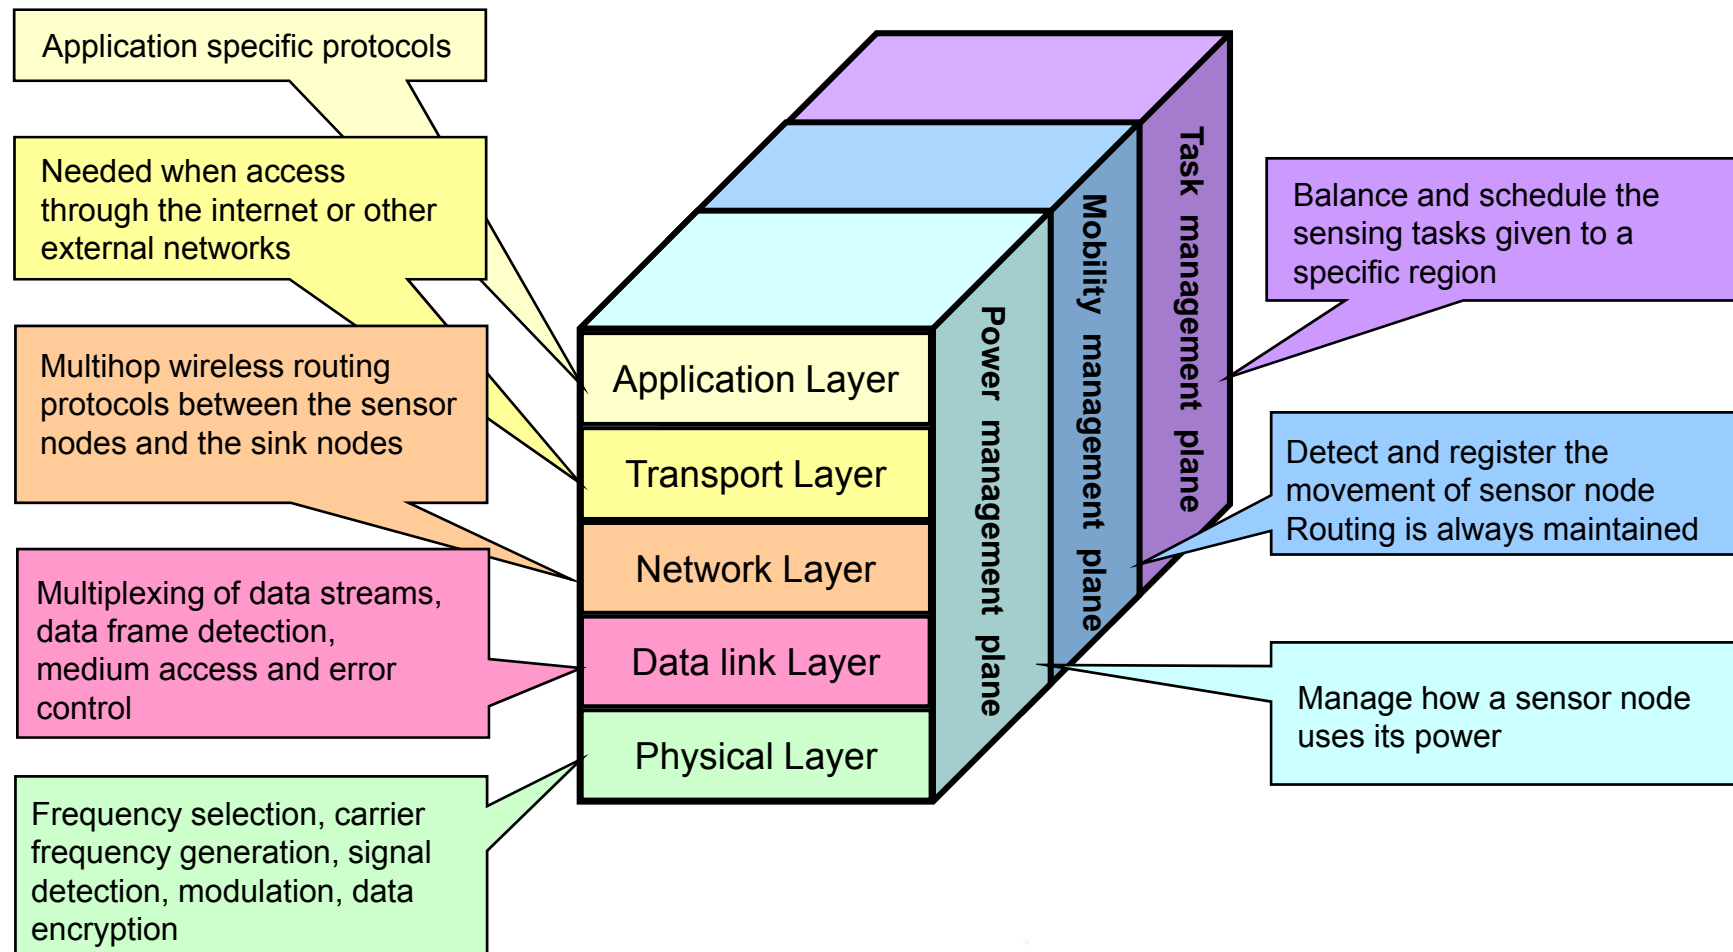 Application specific protocols
Needed when access
through the internet or other
external networks
Multihop wireless routing
protocols between the sensor
nodes and the sink nodes
Multiplexing of data streams,
data frame detection,
medium access and error
control
Frequency selection, carrier
frequency generation, signal
detection, modulation, data
encryption
Application Layer
Transport Layer
Network Layer
Data link Layer
Physical Layer
Power management plane
Mobility management plane
Task management plane
Balance and schedule the
sensing tasks given to a
specific region
Detect and register the
movement of sensor node
Routing is always maintained
Manage how a sensor node
uses its power